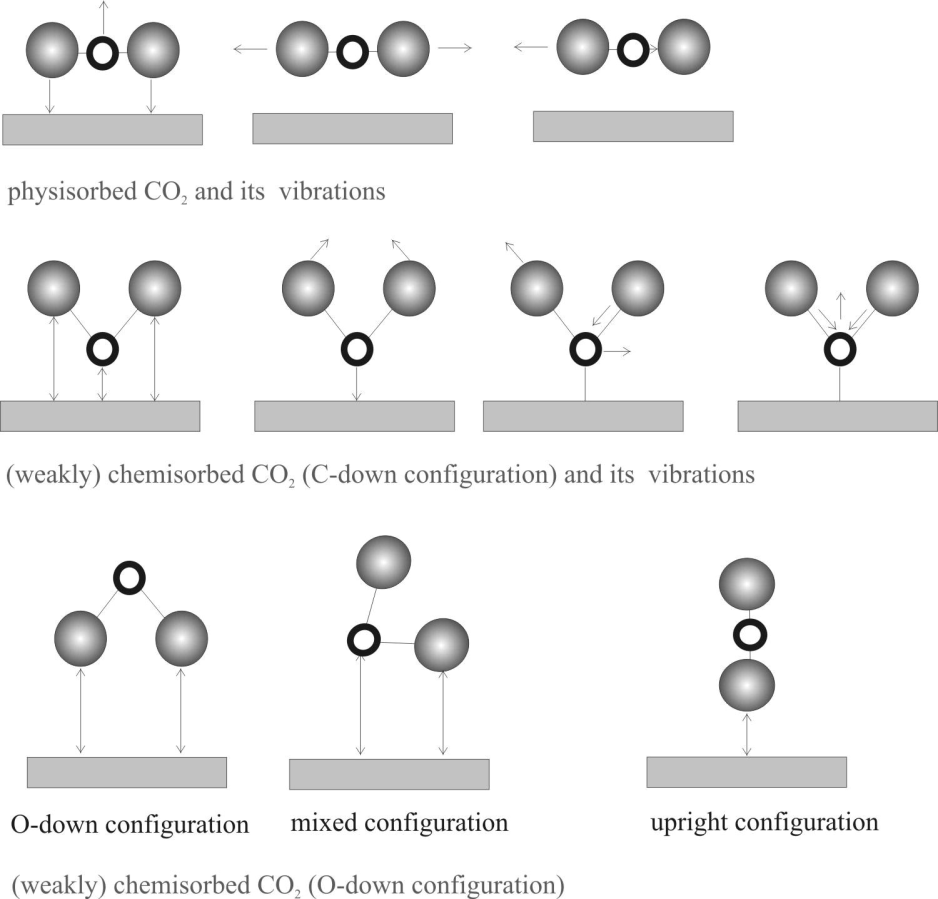 physisorbed CO₂ and its vibrations
(weakly) chemisorbed CO₂ (C-down configuration) and its vibrations
O-down configuration
mixed configuration
upright configuration
(weakly) chemisorbed CO₂ (O-down configuration)